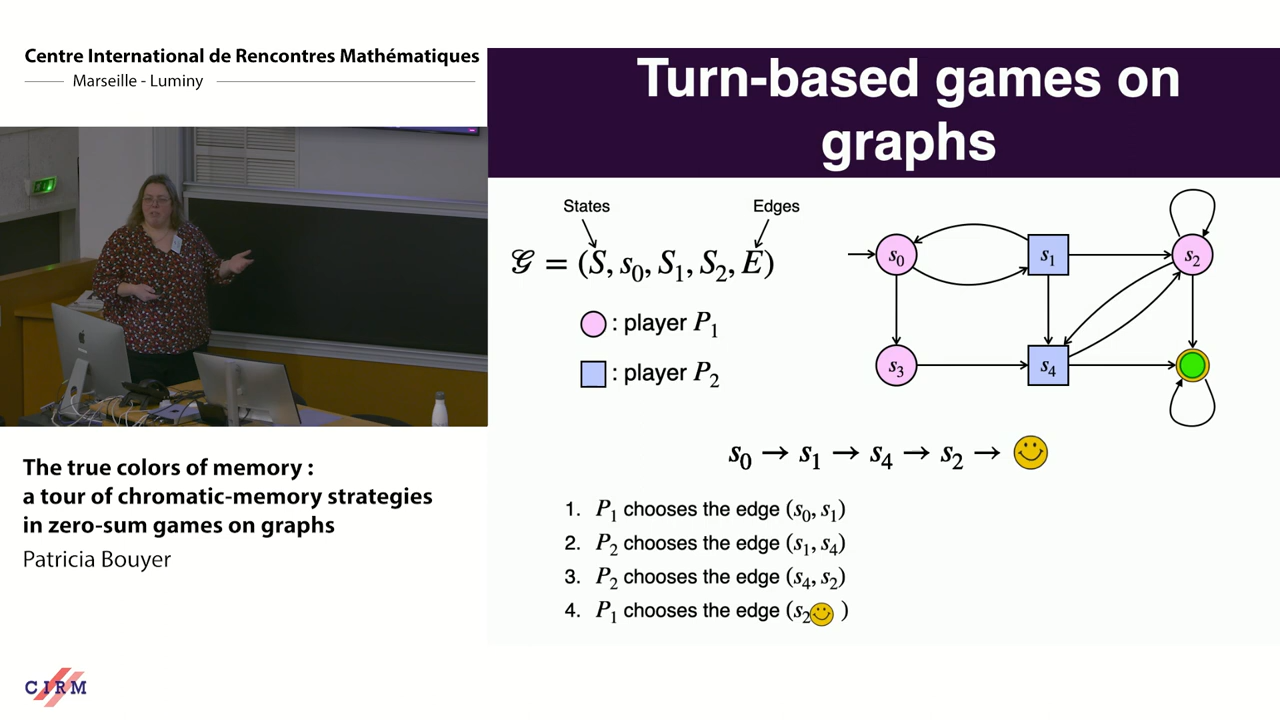 Centre International de Rencontres Mathématiques
Marseille - Luminy
Turn-based games on
graphs
States
Edges
𝒢 = (S, s₀, S₁, S₂, E)
: player P₁
: player P₂
s₀
s₁
s₂
s₃
s₄
s₀ → s₁ → s₄ → s₂ →
1. P₁ chooses the edge (s₀, s₁)
2. P₂ chooses the edge (s₁, s₄)
3. P₂ chooses the edge (s₄, s₂)
4. P₁ chooses the edge (s₂ )
The true colors of memory :
a tour of chromatic-memory strategies
in zero-sum games on graphs
Patricia Bouyer
CIRM